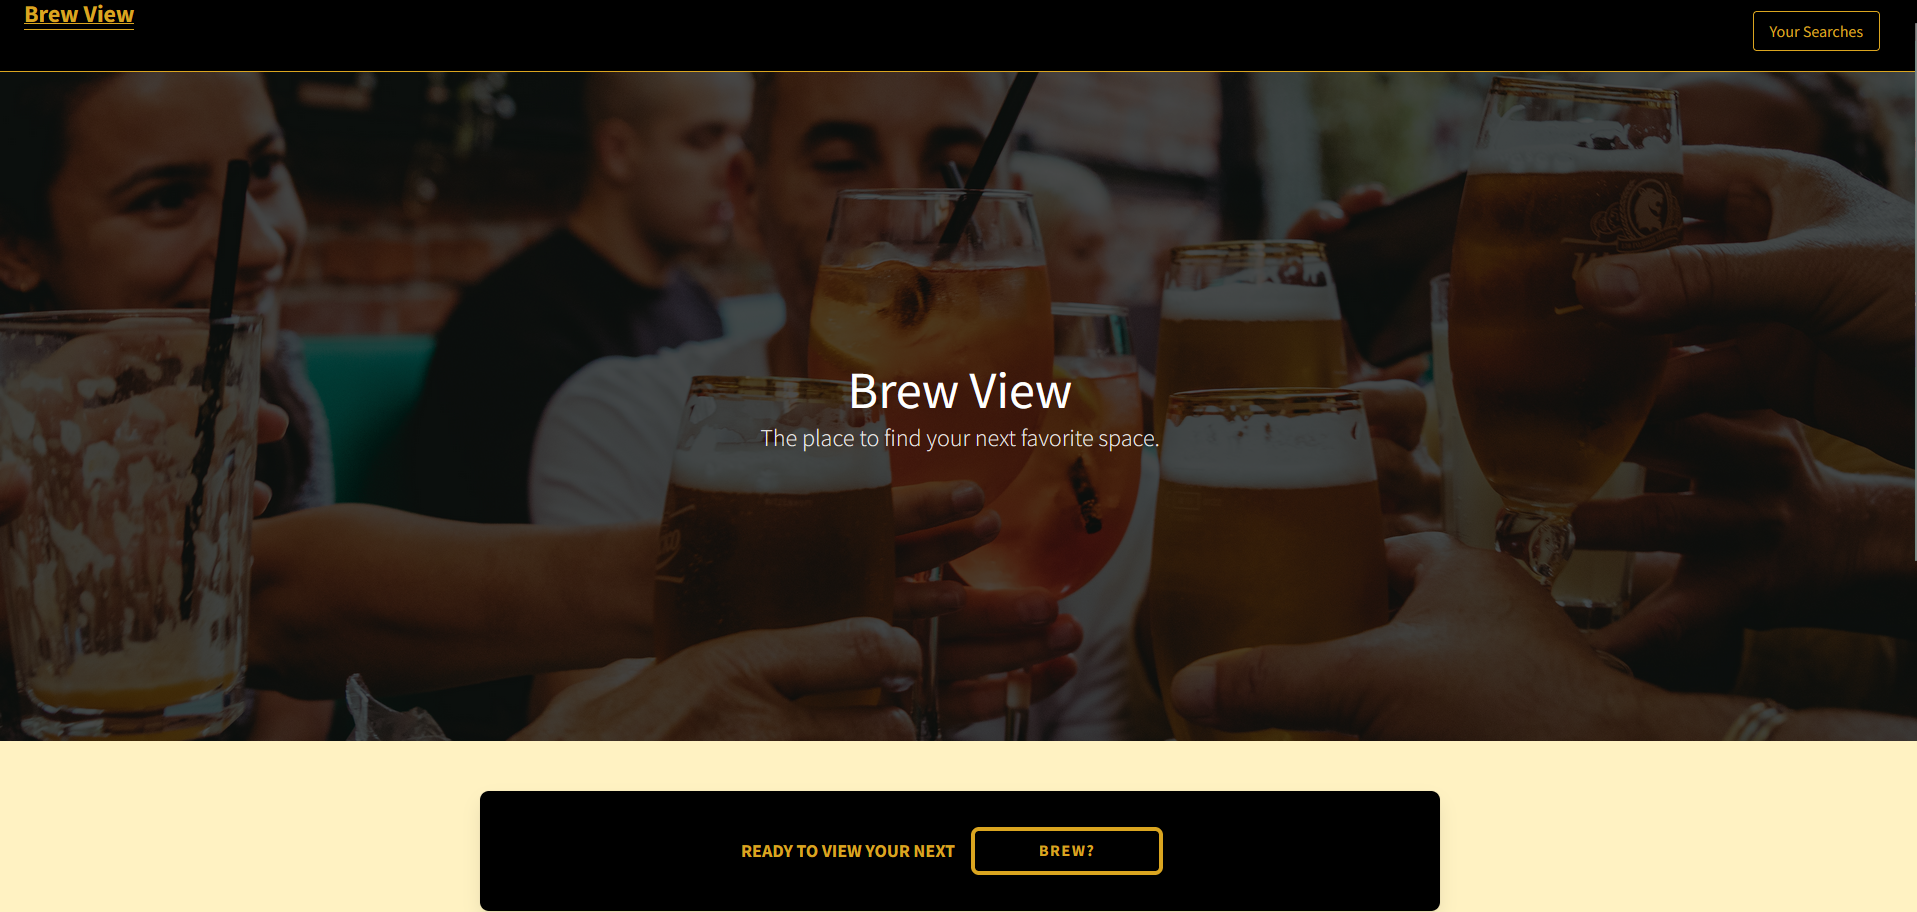 Brew View
Your Searches
Brew View
The place to find your next favorite space.
READY TO VIEW YOUR NEXT
BREW?